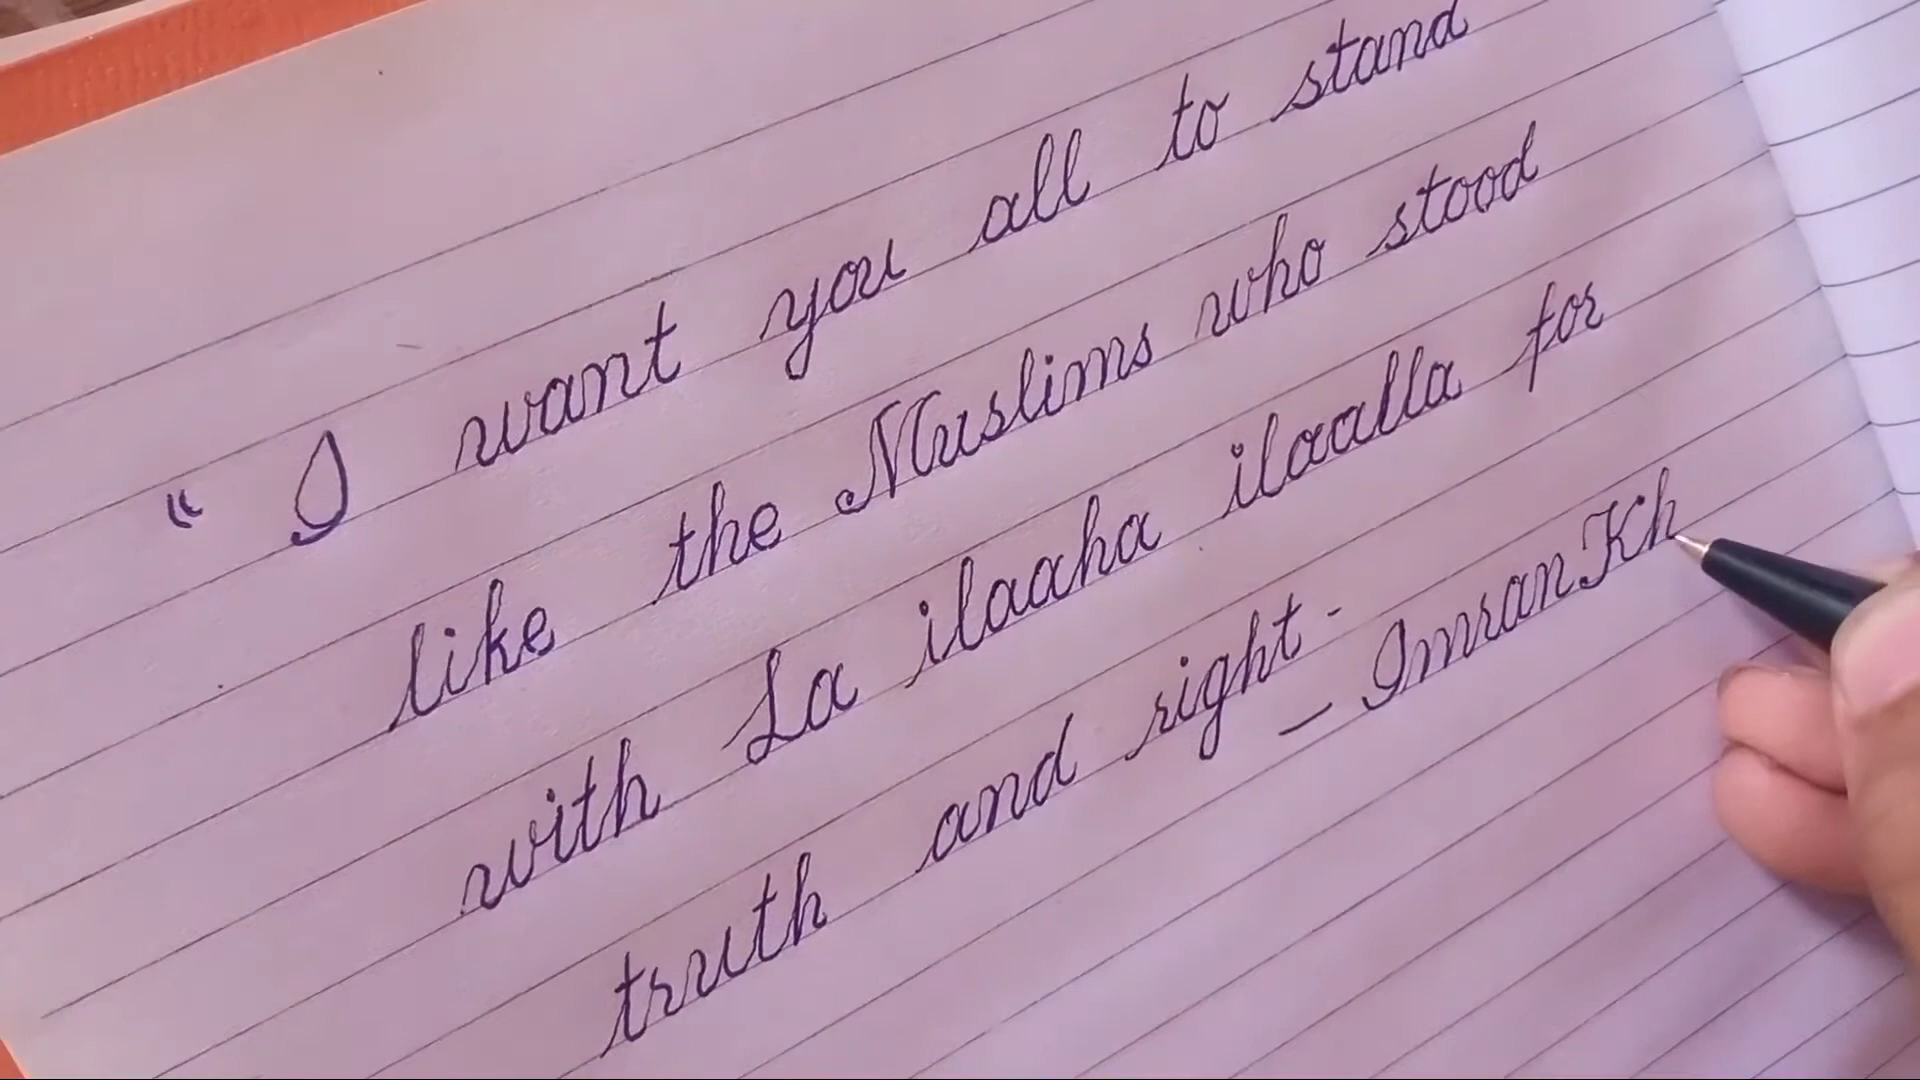 “ I want you all to stand
like the Muslims who stood
with La ilaaha ilaalla for
truth and right.
– Imran Kh